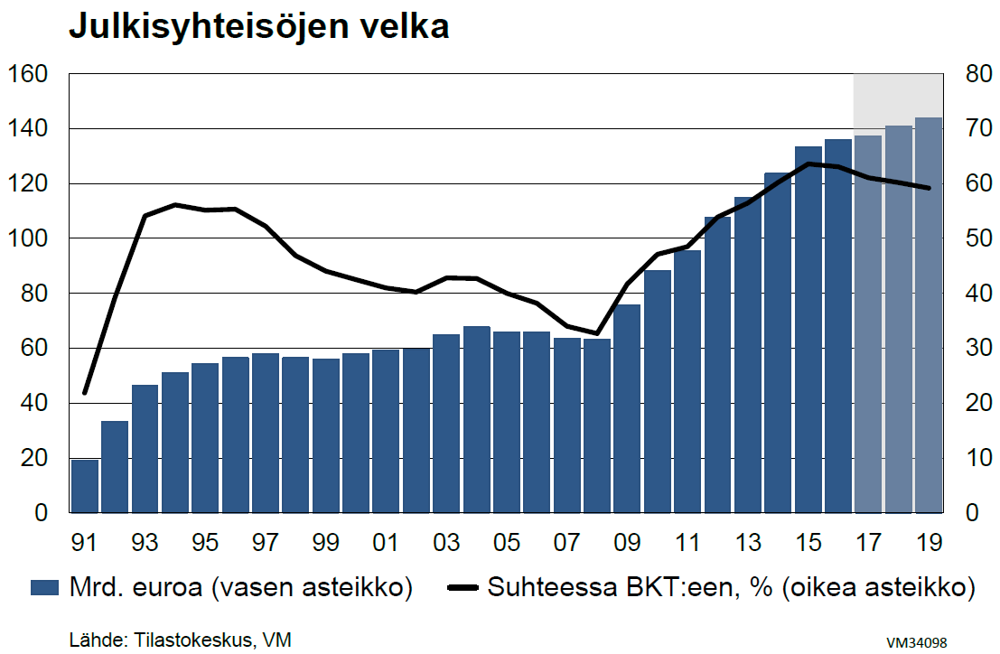 Julkisyhteisöjen velka
160 80
140 70
120 60
100 50
80 40
60 30
40 20
20 10
0 0
91 93 95 97 99 01 03 05 07 09 11 13 15 17 19
Mrd. euroa (vasen asteikko) Suhteessa BKT:een, % (oikea asteikko)
Lähde: Tilastokeskus, VM VM34098